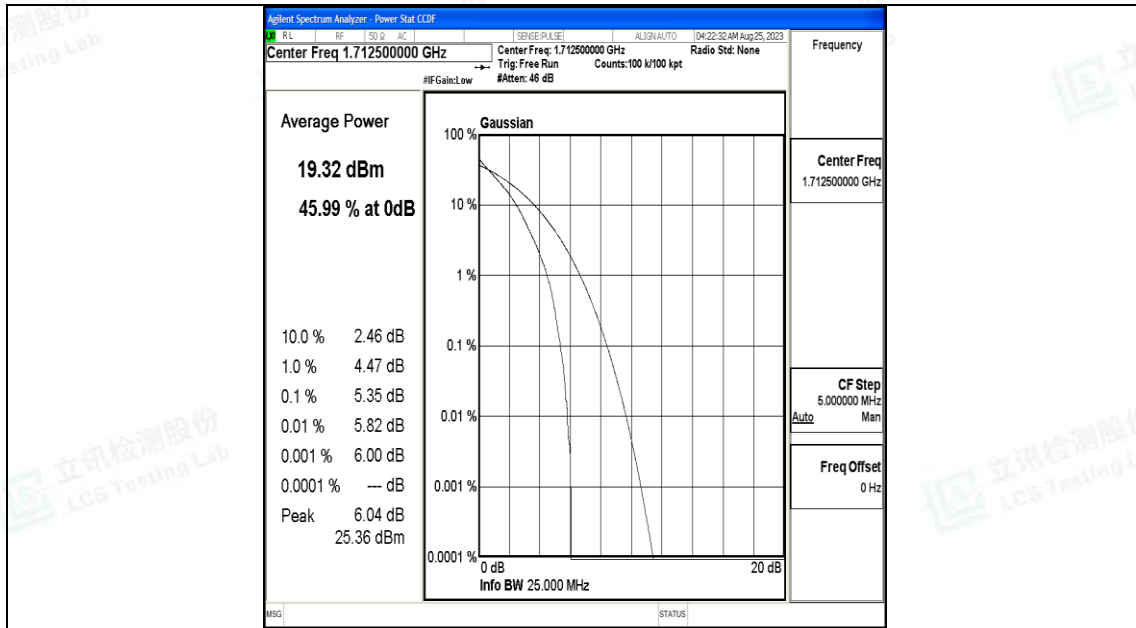 Agilent Spectrum Analyzer - Power Stat CCDF
RL RF 50 Ω AC SENSE:PULSE ALIGN AUTO 04:22:32 AM Aug 25, 2023
Center Freq 1.712500000 GHz
Center Freq: 1.712500000 GHz Radio Std: None
Trig: Free Run Counts:100 k/100 kpt
#IFGain:Low #Atten: 46 dB
Average Power
19.32 dBm
45.99 % at 0dB
10.0 % 2.46 dB
1.0 % 4.47 dB
0.1 % 5.35 dB
0.01 % 5.82 dB
0.001 % 6.00 dB
0.0001 % --- dB
Peak 6.04 dB
25.36 dBm
Gaussian
100 %
10 %
1 %
0.1 %
0.01 %
0.001 %
0.0001 %
0 dB 20 dB
Info BW 25.000 MHz
Frequency
Center Freq
1.712500000 GHz
CF Step
5.000000 MHz
Auto Man
Freq Offset
0 Hz
MSG STATUS
立讯检测股份
LCS Testing Lab
立讯检测股份